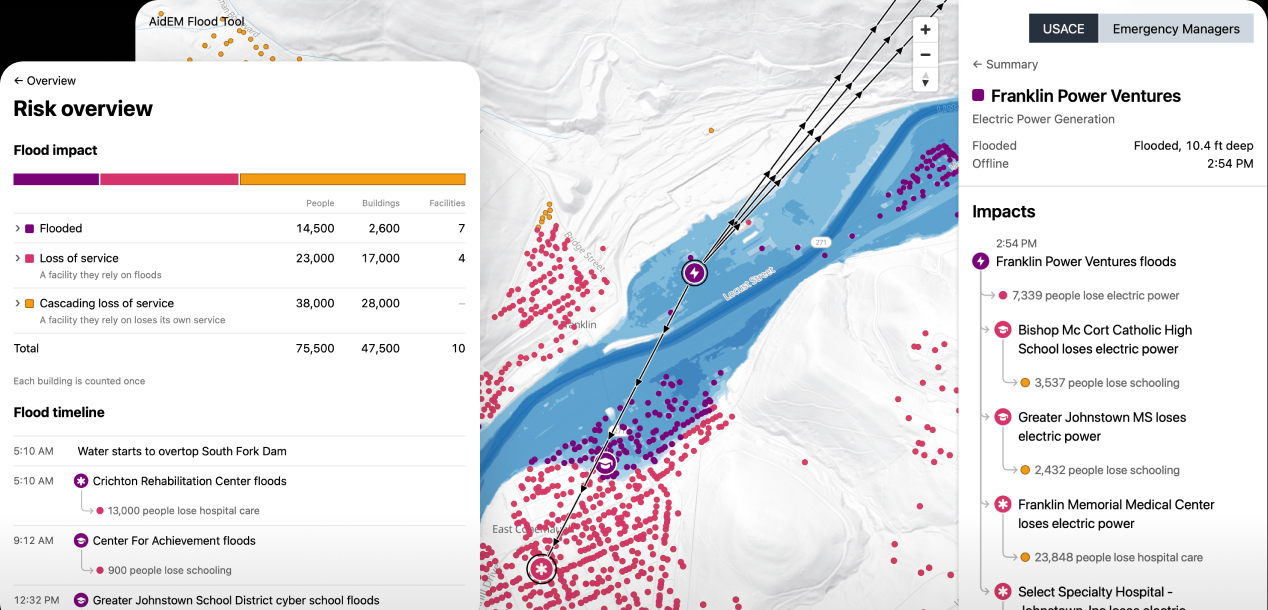 AidEM Flood Tool
← Overview
Risk overview
Flood impact
People Buildings Facilities
Flooded 14,500 2,600 7
Loss of service 23,000 17,000 4
A facility they rely on floods
Cascading loss of service 38,000 28,000 –
A facility they rely on loses its own service
Total 75,500 47,500 10
Each building is counted once
Flood timeline
5:10 AM Water starts to overtop South Fork Dam
5:10 AM Crichton Rehabilitation Center floods
13,000 people lose hospital care
9:12 AM Center For Achievement floods
900 people lose schooling
12:32 PM Greater Johnstown School District cyber school floods
Ridge Street
271
Locust Street
Franklin
East Conemaugh
+
−
USACE Emergency Managers
← Summary
Franklin Power Ventures
Electric Power Generation
Flooded Flooded, 10.4 ft deep
Offline 2:54 PM
Impacts
2:54 PM
Franklin Power Ventures floods
7,339 people lose electric power
Bishop Mc Cort Catholic High
School loses electric power
3,537 people lose schooling
Greater Johnstown MS loses
electric power
2,432 people lose schooling
Franklin Memorial Medical Center
loses electric power
23,848 people lose hospital care
Select Specialty Hospital -
Johnstown, Inc loses electric